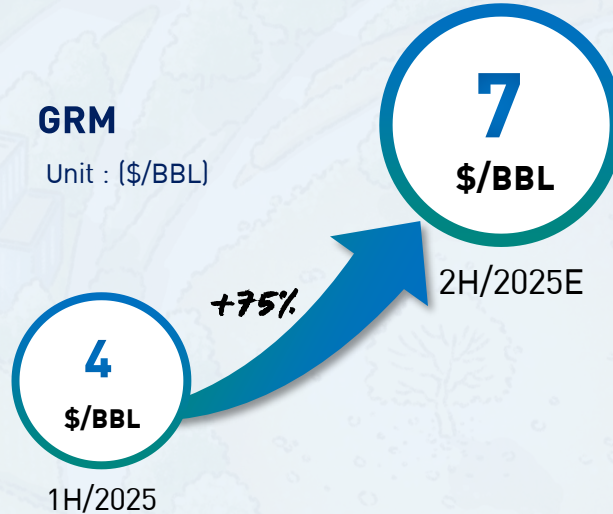 GRM
Unit : ($/BBL)
7
$/BBL
2H/2025E
+75%
4
$/BBL
1H/2025